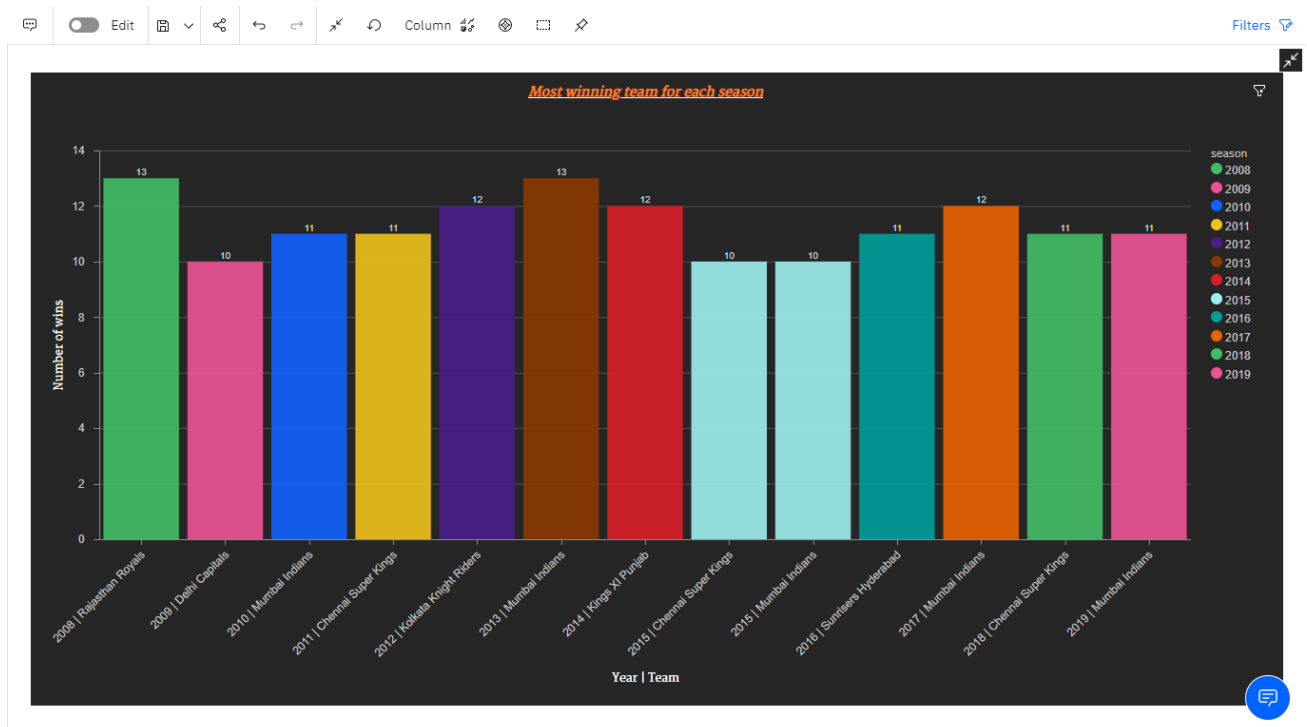 Edit
Column
Filters
Most winning team for each season
14
12
10
8
6
4
2
0
Number of wins
13
10
11
11
12
13
12
10
10
11
12
11
11
2008 | Rajasthan Royals
2009 | Delhi Capitals
2010 | Mumbai Indians
2011 | Chennai Super Kings
2012 | Kolkata Knight Riders
2013 | Mumbai Indians
2014 | Kings XI Punjab
2015 | Chennai Super Kings
2015 | Mumbai Indians
2016 | Sunrisers Hyderabad
2017 | Mumbai Indians
2018 | Chennai Super Kings
2019 | Mumbai Indians
Year | Team
season
2008
2009
2010
2011
2012
2013
2014
2015
2016
2017
2018
2019